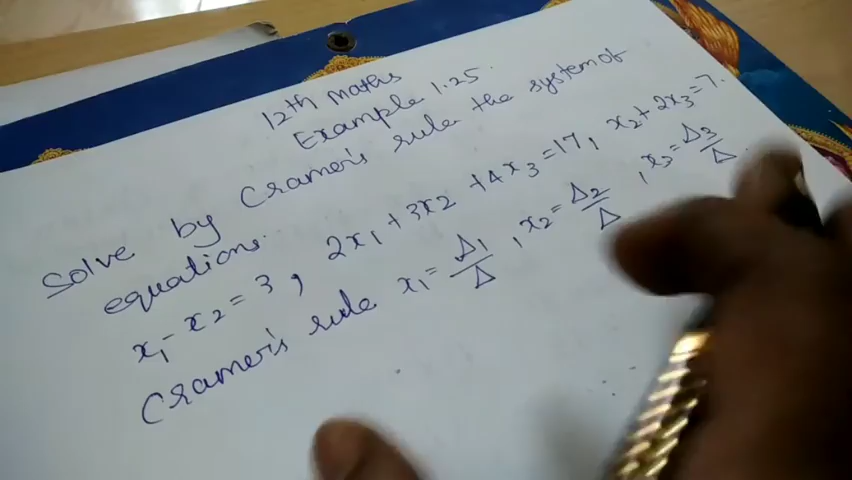 12th maths
Example 1.25.
Solve by Cramer's rule the system of
equations.
x₁ - x₂ = 3, 2x₁ + 3x₂ + 4x₃ = 17, x₂ + 2x₃ = 7.
Cramer's rule x₁ = Δ₁/Δ, x₂ = Δ₂/Δ, x₃ = Δ₃/Δ